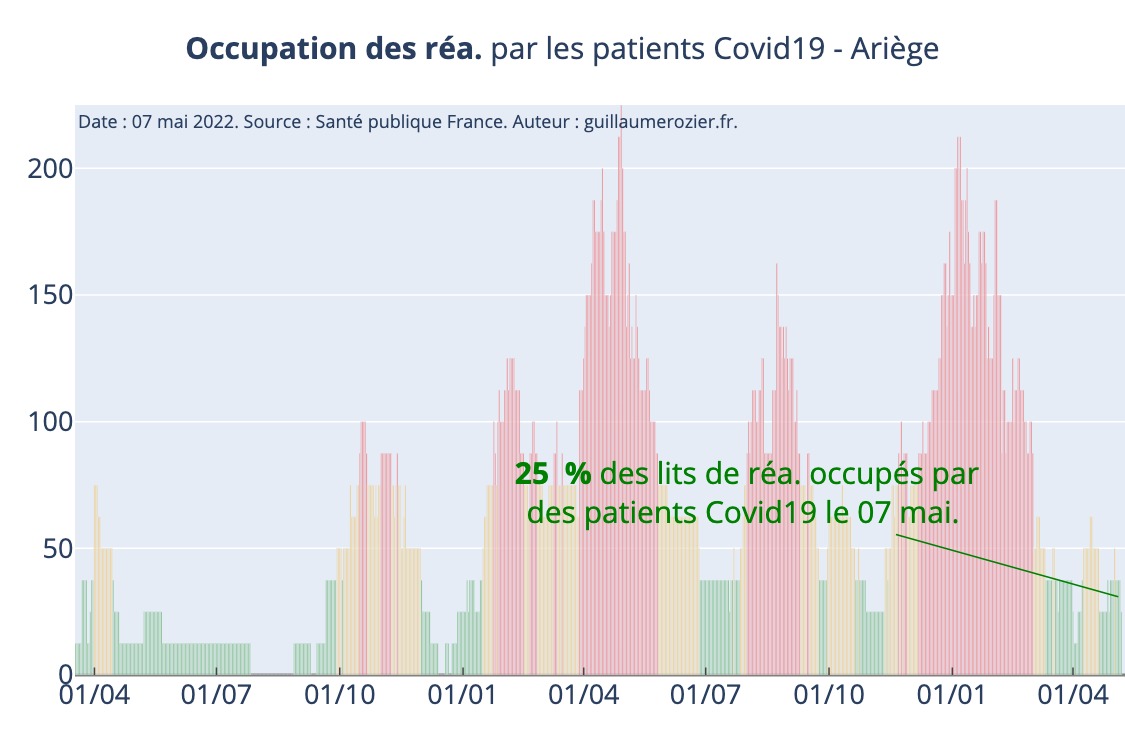 Occupation des réa. par les patients Covid19 - Ariège
Date : 07 mai 2022. Source : Santé publique France. Auteur : guillaumerozier.fr.
200
150
100
25 % des lits de réa. occupés par
des patients Covid19 le 07 mai.
50
0
01/04 01/07 01/10 01/01 01/04 01/07 01/10 01/01 01/04